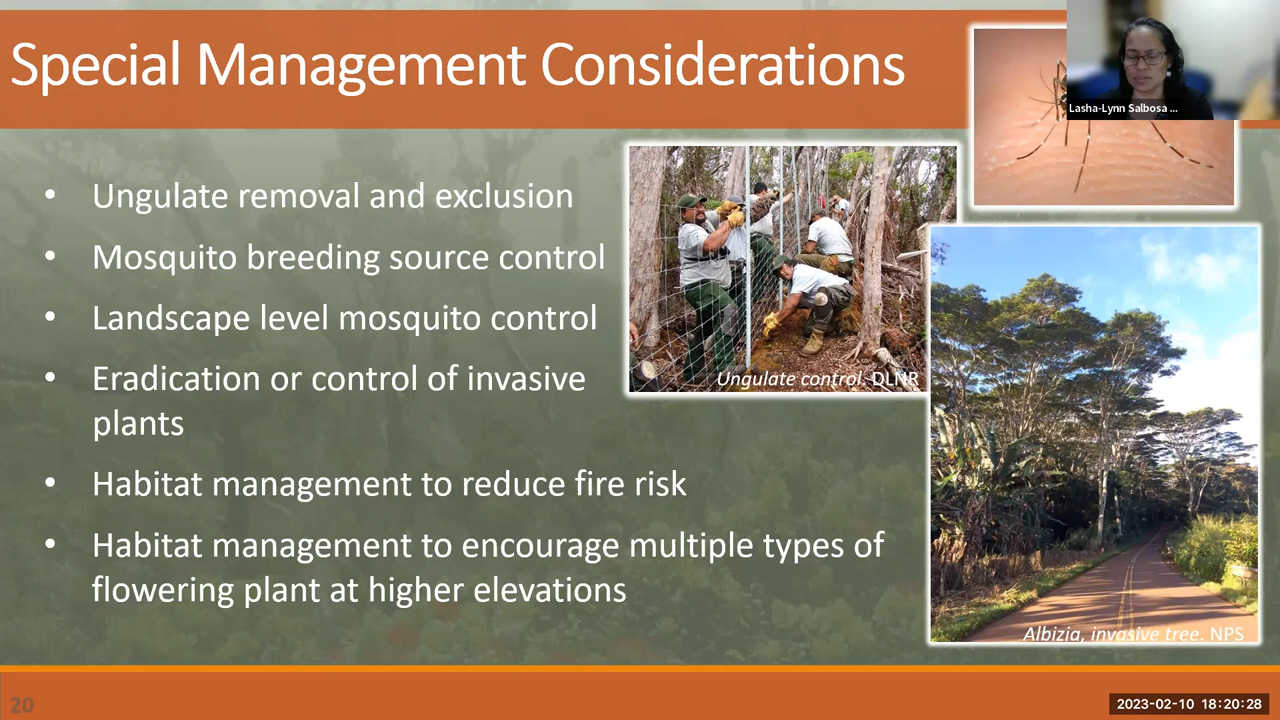 Special Management Considerations
Lasha-Lynn Salbosa ...
• Ungulate removal and exclusion
• Mosquito breeding source control
• Landscape level mosquito control
• Eradication or control of invasive
plants
• Habitat management to reduce fire risk
• Habitat management to encourage multiple types of
flowering plant at higher elevations
Ungulate control. DLNR
Albizia, invasive tree. NPS
20
2023-02-10 18:20:28